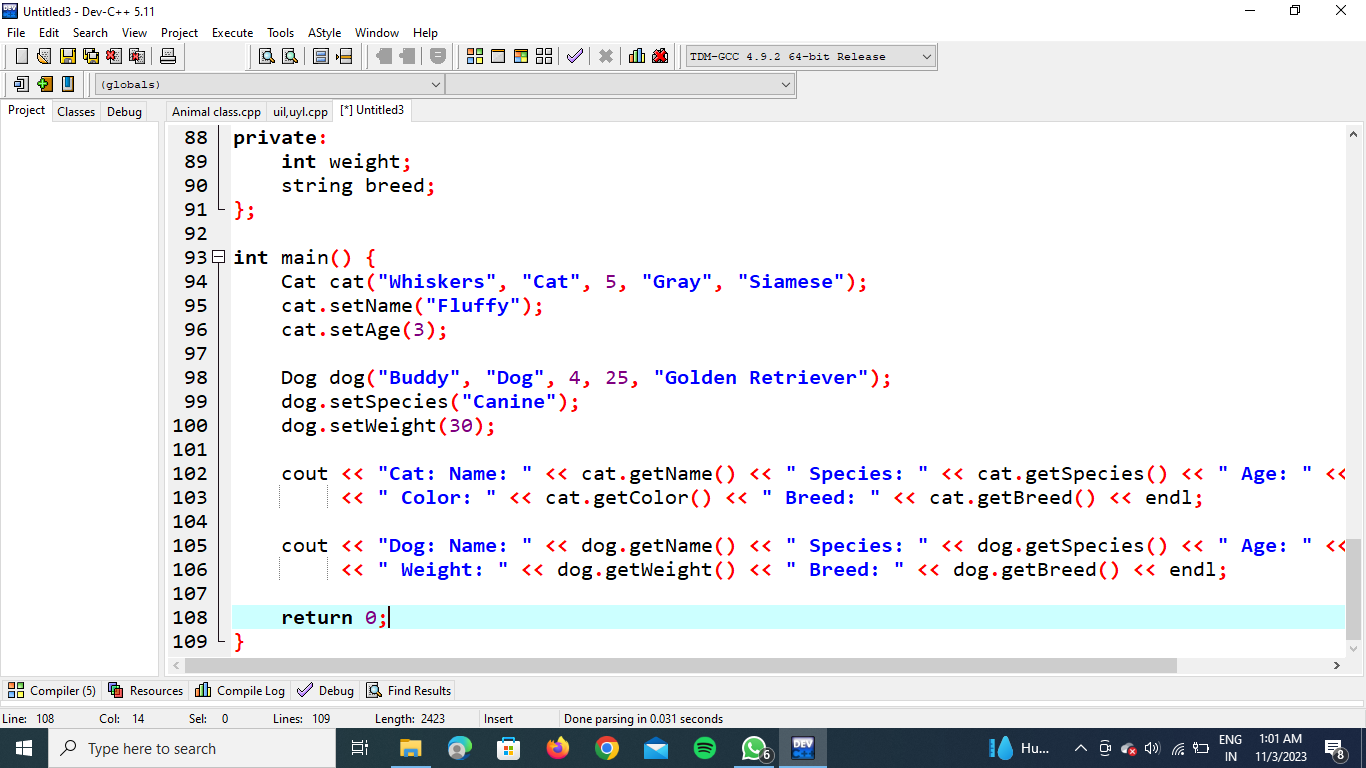 Untitled3 - Dev-C++ 5.11
File Edit Search View Project Execute Tools AStyle Window Help
TDM-GCC 4.9.2 64-bit Release
(globals)
Project Classes Debug Animal class.cpp uil,uyl.cpp [*] Untitled3
88 private:
89     int weight;
90     string breed;
91 };
92
93 int main() {
94     Cat cat("Whiskers", "Cat", 5, "Gray", "Siamese");
95     cat.setName("Fluffy");
96     cat.setAge(3);
97
98     Dog dog("Buddy", "Dog", 4, 25, "Golden Retriever");
99     dog.setSpecies("Canine");
100     dog.setWeight(30);
101
102     cout << "Cat: Name: " << cat.getName() << " Species: " << cat.getSpecies() << " Age: " <<
103          << " Color: " << cat.getColor() << " Breed: " << cat.getBreed() << endl;
104
105     cout << "Dog: Name: " << dog.getName() << " Species: " << dog.getSpecies() << " Age: " <<
106          << " Weight: " << dog.getWeight() << " Breed: " << dog.getBreed() << endl;
107
108     return 0;
109 }
Compiler (5) Resources Compile Log Debug Find Results
Line: 108 Col: 14 Sel: 0 Lines: 109 Length: 2423 Insert Done parsing in 0.031 seconds
Type here to search 6 DEV Hu... ENG IN 1:01 AM 11/3/2023 8